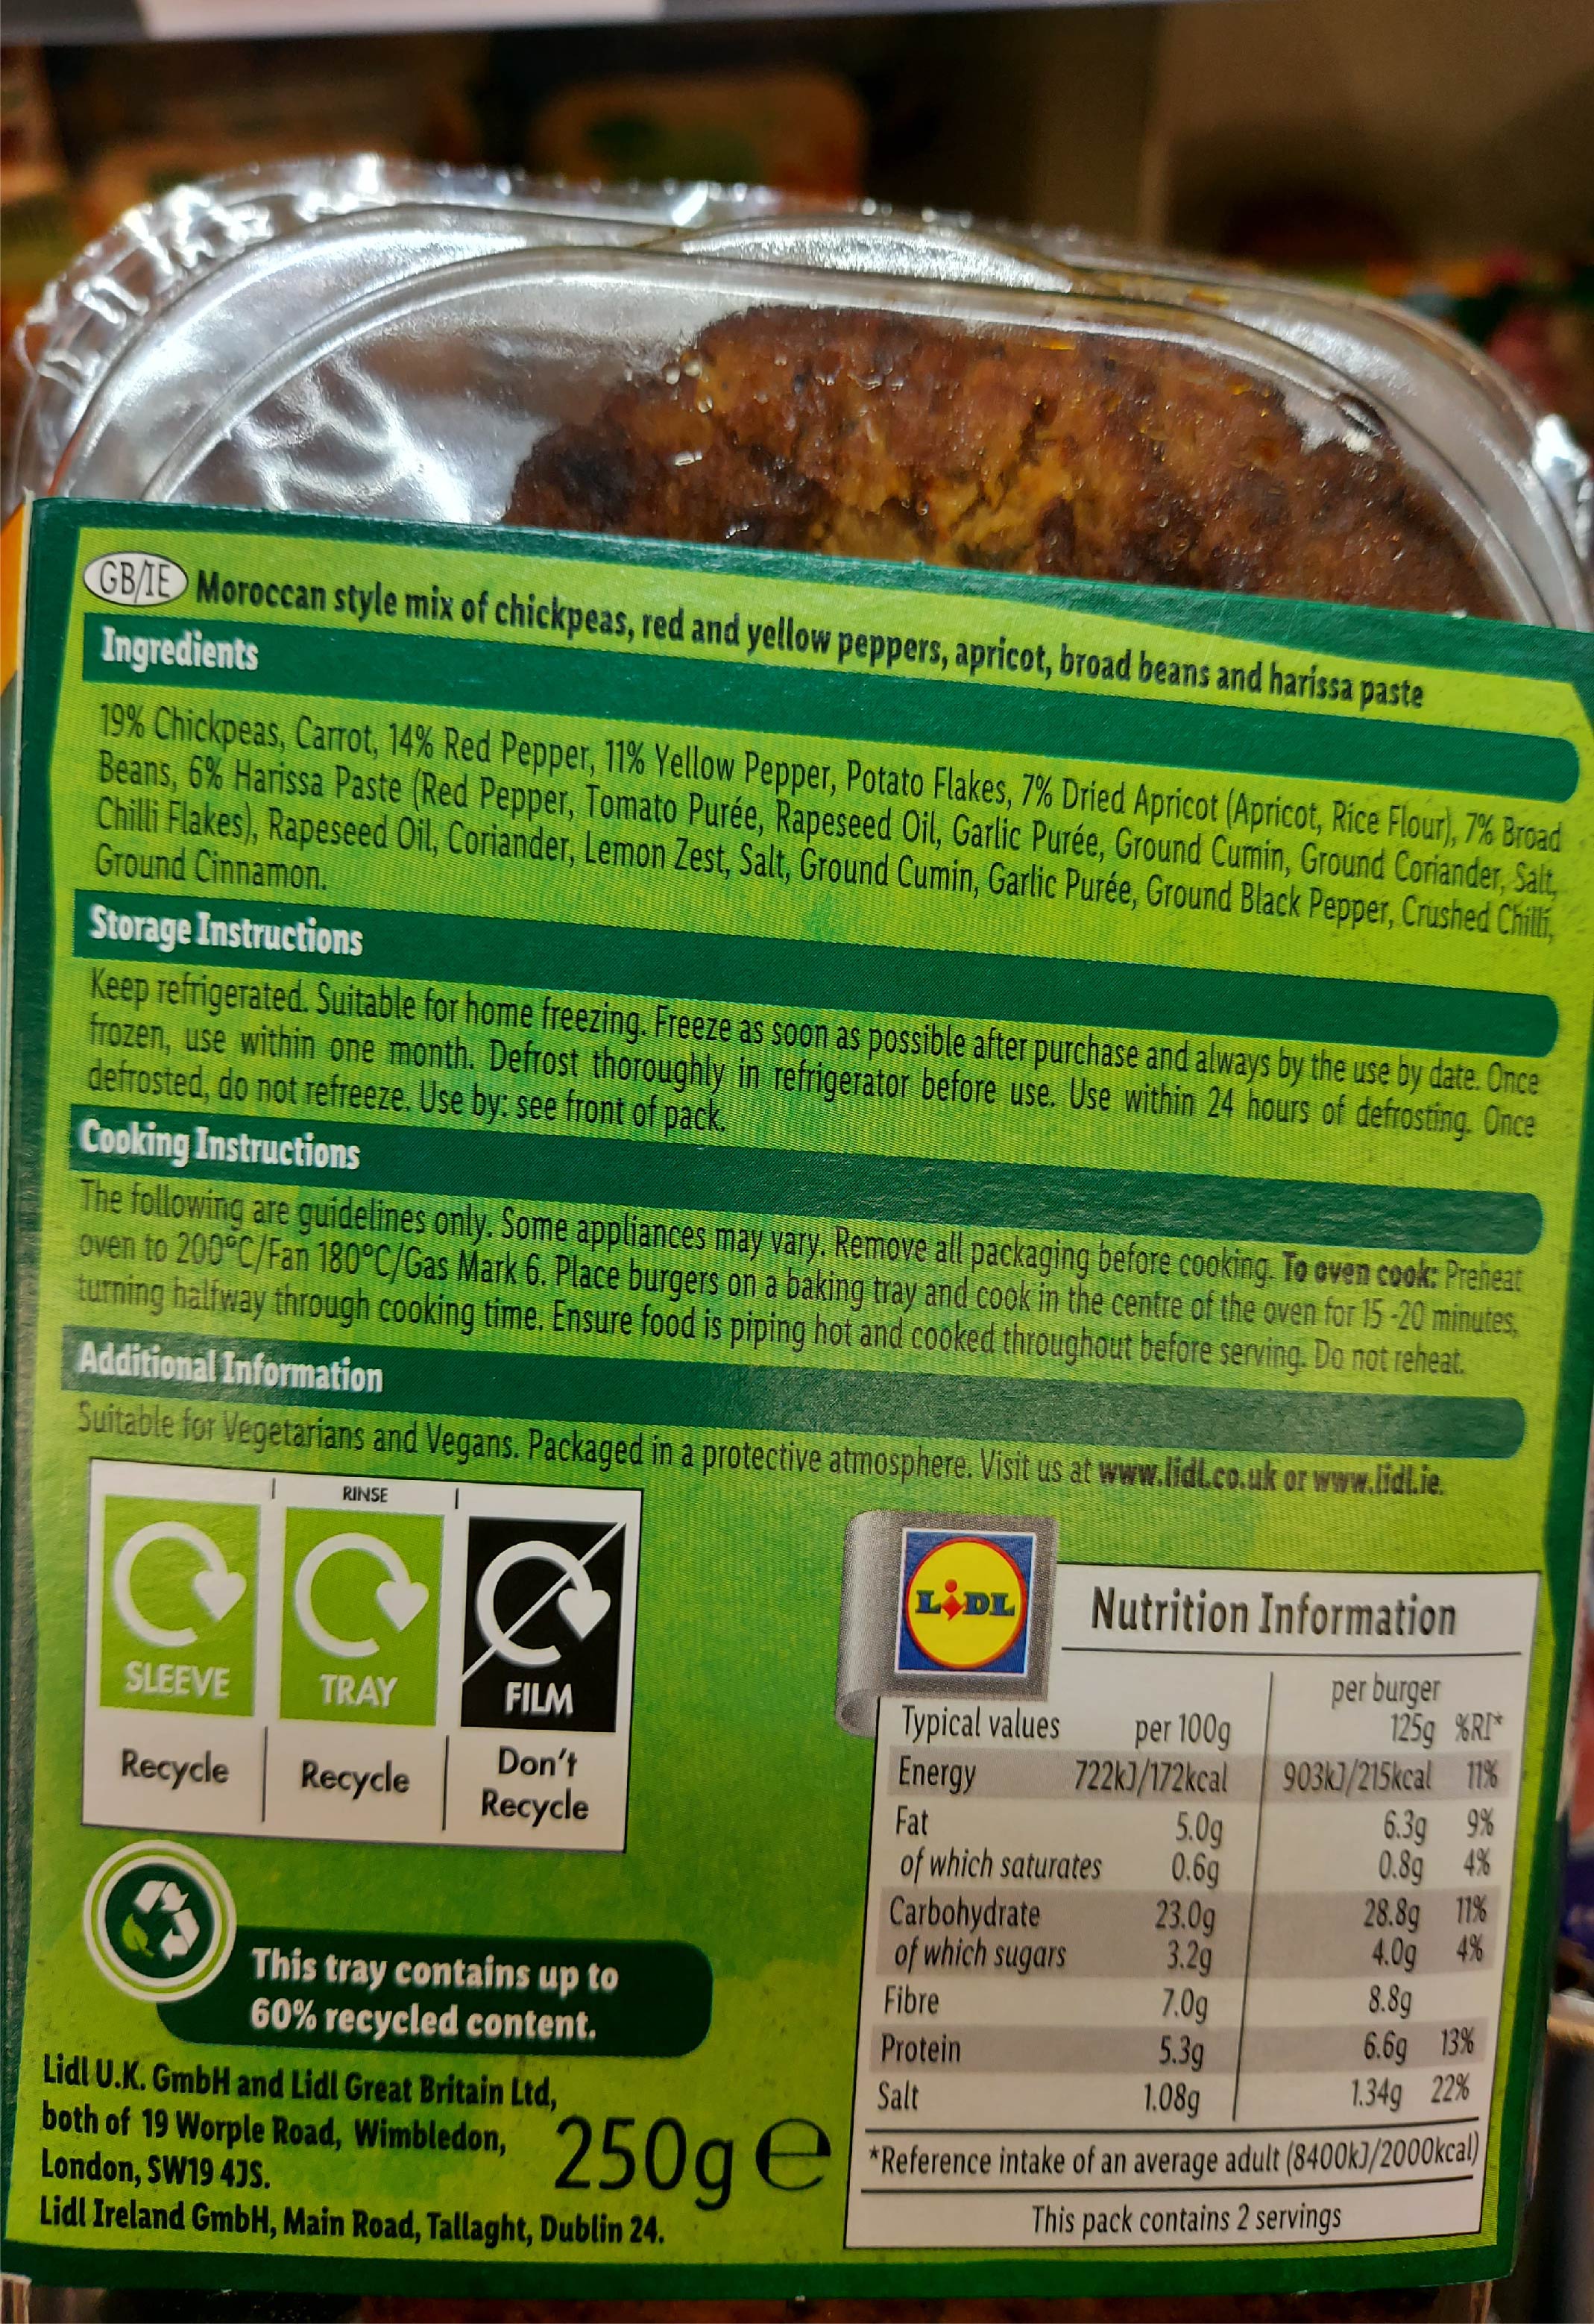 GB/IE Moroccan style mix of chickpeas, red and yellow peppers, apricot, broad beans and harissa paste
Ingredients
19% Chickpeas, Carrot, 14% Red Pepper, 11% Yellow Pepper, Potato Flakes, 7% Dried Apricot (Apricot, Rice Flour), 7% Broad
Beans, 6% Harissa Paste (Red Pepper, Tomato Purée, Rapeseed Oil, Garlic Purée, Ground Cumin, Ground Coriander, Salt,
Chilli Flakes), Rapeseed Oil, Coriander, Lemon Zest, Salt, Ground Cumin, Garlic Purée, Ground Black Pepper, Crushed Chilli,
Ground Cinnamon.
Storage Instructions
Keep refrigerated. Suitable for home freezing. Freeze as soon as possible after purchase and always by the use by date. Once
frozen, use within one month. Defrost thoroughly in refrigerator before use. Use within 24 hours of defrosting. Once
defrosted, do not refreeze. Use by: see front of pack.
Cooking Instructions
The following are guidelines only. Some appliances may vary. Remove all packaging before cooking. To oven cook: Preheat
oven to 200°C/Fan 180°C/Gas Mark 6. Place burgers on a baking tray and cook in the centre of the oven for 15 -20 minutes,
turning halfway through cooking time. Ensure food is piping hot and cooked throughout before serving. Do not reheat.
Additional Information
Suitable for Vegetarians and Vegans. Packaged in a protective atmosphere. Visit us at www.lidl.co.uk or www.lidl.ie.
RINSE
SLEEVE TRAY FILM
Recycle Recycle Don't
Recycle
This tray contains up to
60% recycled content.
Lidl U.K. GmbH and Lidl Great Britain Ltd,
both of 19 Worple Road, Wimbledon,
London, SW19 4JS.
Lidl Ireland GmbH, Main Road, Tallaght, Dublin 24.
250g e
LIDL
Nutrition Information
per burger
Typical values per 100g 125g %RI*
Energy 722kJ/172kcal 903kJ/215kcal 11%
Fat 5.0g 6.3g 9%
of which saturates 0.6g 0.8g 4%
Carbohydrate 23.0g 28.8g 11%
of which sugars 3.2g 4.0g 4%
Fibre 7.0g 8.8g
Protein 5.3g 6.6g 13%
Salt 1.08g 1.34g 22%
*Reference intake of an average adult (8400kJ/2000kcal)
This pack contains 2 servings